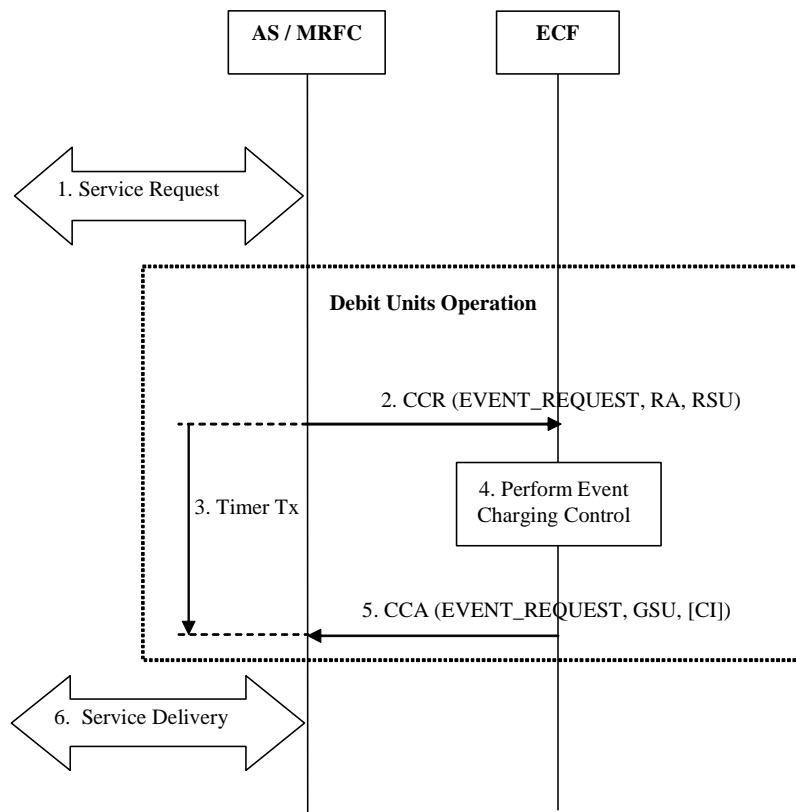 AS / MRFC
ECF
1. Service Request
Debit Units Operation
2. CCR (EVENT_REQUEST, RA, RSU)
3. Timer Tx
4. Perform Event
Charging Control
5. CCA (EVENT_REQUEST, GSU, [CI])
6. Service Delivery